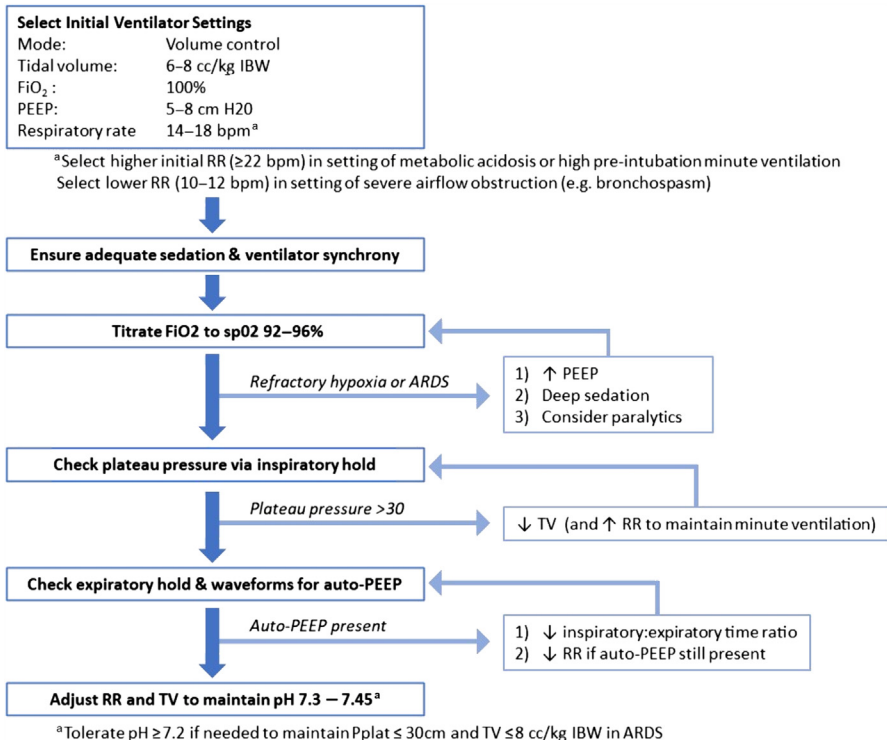 Select Initial Ventilator Settings
Mode: Volume control
Tidal volume: 6–8 cc/kg IBW
FiO₂ : 100%
PEEP: 5–8 cm H20
Respiratory rate 14–18 bpmᵃ
ᵃSelect higher initial RR (≥22 bpm) in setting of metabolic acidosis or high pre-intubation minute ventilation
Select lower RR (10–12 bpm) in setting of severe airflow obstruction (e.g. bronchospasm)
Ensure adequate sedation & ventilator synchrony
Titrate FiO2 to sp02 92–96%
Refractory hypoxia or ARDS
1) ↑ PEEP
2) Deep sedation
3) Consider paralytics
Check plateau pressure via inspiratory hold
Plateau pressure >30
↓ TV (and ↑ RR to maintain minute ventilation)
Check expiratory hold & waveforms for auto-PEEP
Auto-PEEP present
1) ↓ inspiratory:expiratory time ratio
2) ↓ RR if auto-PEEP still present
Adjust RR and TV to maintain pH 7.3 – 7.45ᵃ
ᵃTolerate pH ≥7.2 if needed to maintain Pplat ≤ 30cm and TV ≤8 cc/kg IBW in ARDS